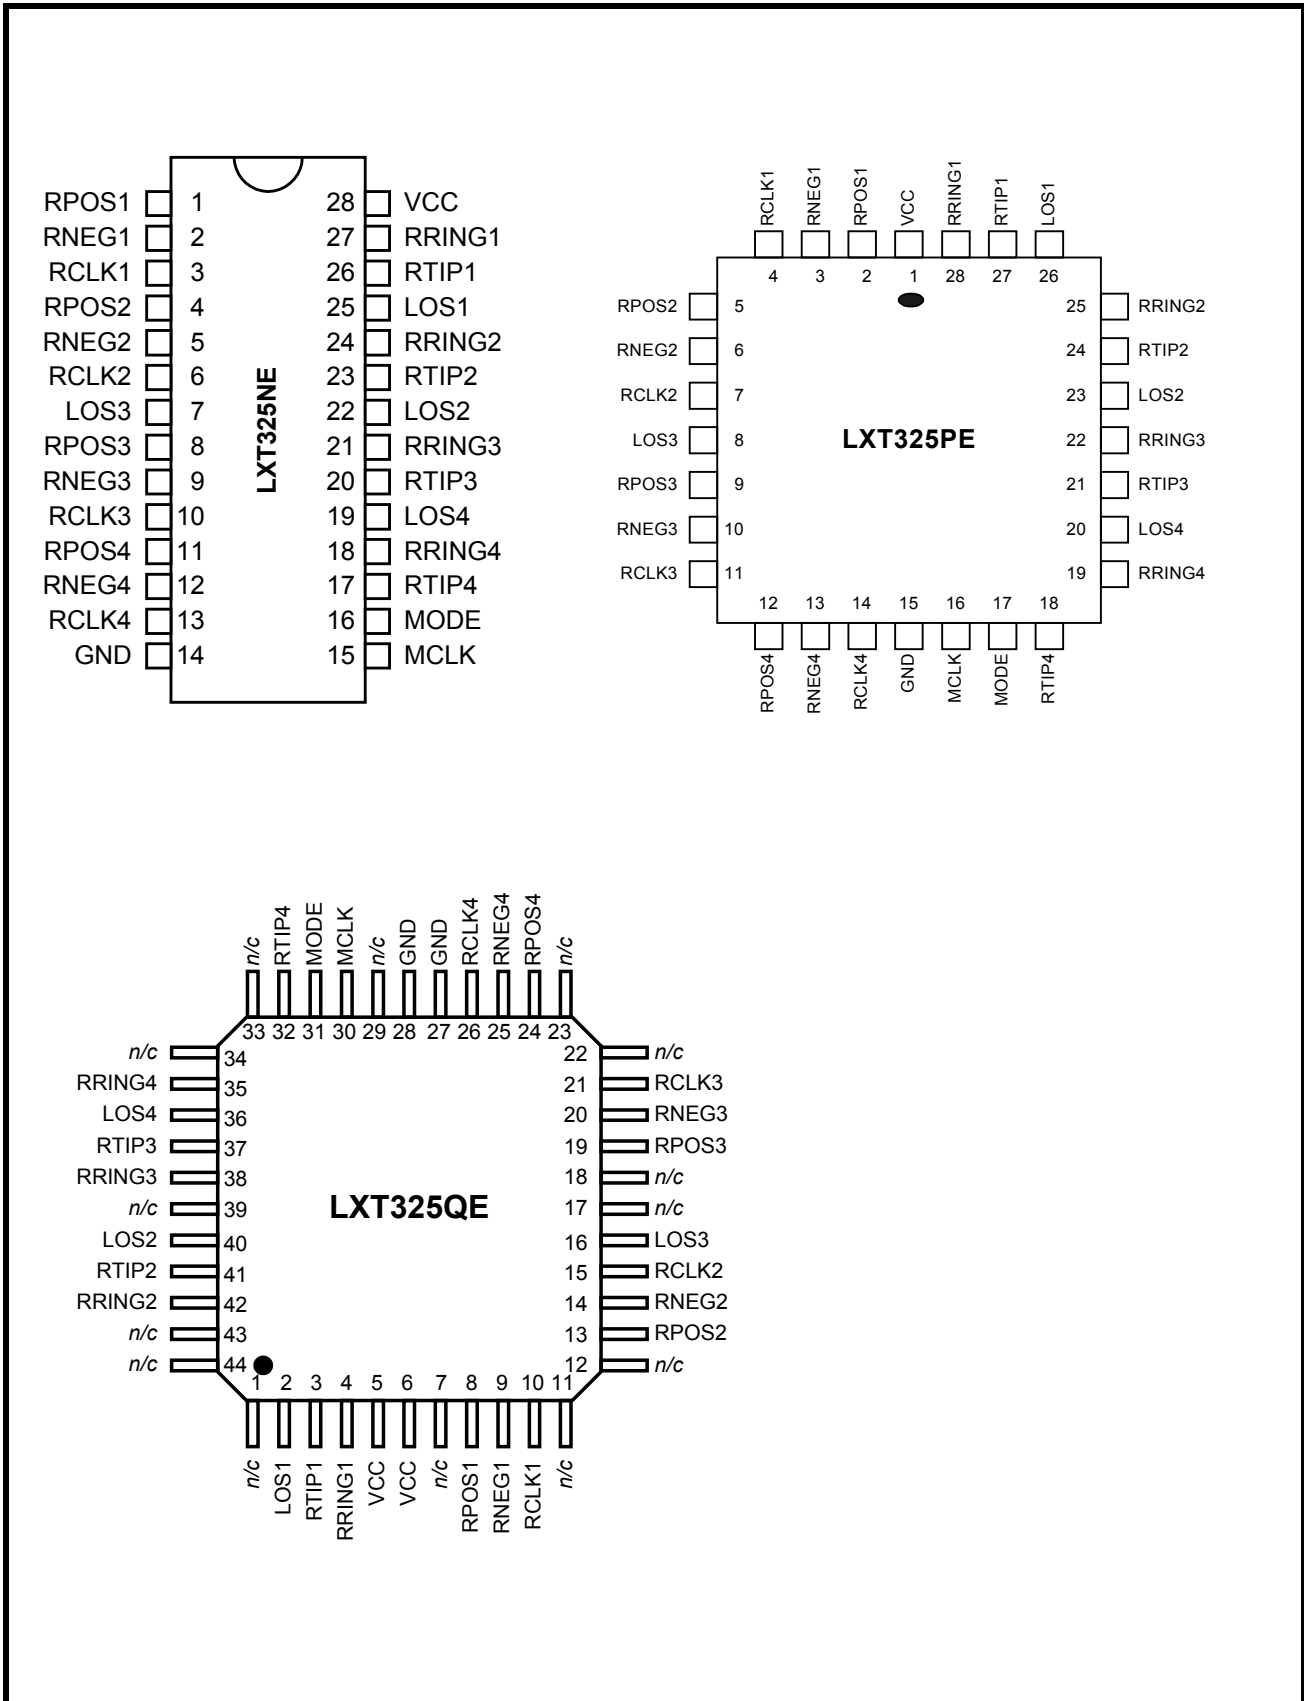 RPOS1 1 28 VCC
RNEG1 2 27 RRING1
RCLK1 3 26 RTIP1
RPOS2 4 25 LOS1
RNEG2 5 24 RRING2
RCLK2 6 23 RTIP2
LOS3 7 22 LOS2
RPOS3 8 21 RRING3
RNEG3 9 20 RTIP3
RCLK3 10 19 LOS4
RPOS4 11 18 RRING4
RNEG4 12 17 RTIP4
RCLK4 13 16 MODE
GND 14 15 MCLK
LXT325NE
RCLK1 RNEG1 RPOS1 VCC RRING1 RTIP1 LOS1
4 3 2 1 28 27 26
RPOS2 5 25 RRING2
RNEG2 6 24 RTIP2
RCLK2 7 23 LOS2
LOS3 8 22 RRING3
LXT325PE
RPOS3 9 21 RTIP3
RNEG3 10 20 LOS4
RCLK3 11 19 RRING4
12 13 14 15 16 17 18
RPOS4 RNEG4 RCLK4 GND MCLK MODE RTIP4
n/c RTIP4 MODE MCLK n/c GND GND RCLK4 RNEG4 RPOS4 n/c
33 32 31 30 29 28 27 26 25 24 23
n/c 34 22 n/c
RRING4 35 21 RCLK3
LOS4 36 20 RNEG3
RTIP3 37 19 RPOS3
RRING3 38 18 n/c
LXT325QE
n/c 39 17 n/c
LOS2 40 16 LOS3
RTIP2 41 15 RCLK2
RRING2 42 14 RNEG2
n/c 43 13 RPOS2
n/c 44 12 n/c
1 2 3 4 5 6 7 8 9 10 11
n/c LOS1 RTIP1 RRING1 VCC VCC n/c RPOS1 RNEG1 RCLK1 n/c